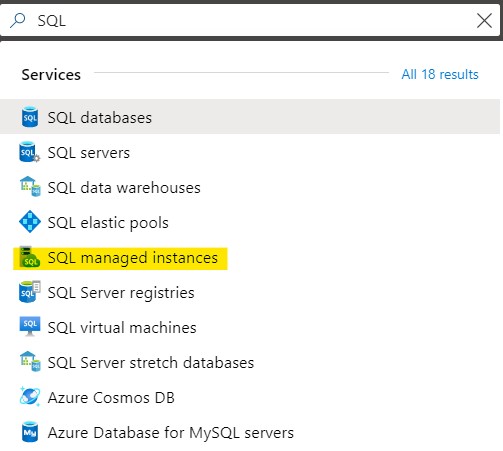 SQL
Services All 18 results
SQL databases
SQL servers
SQL data warehouses
SQL elastic pools
SQL managed instances
SQL Server registries
SQL virtual machines
SQL Server stretch databases
Azure Cosmos DB
Azure Database for MySQL servers